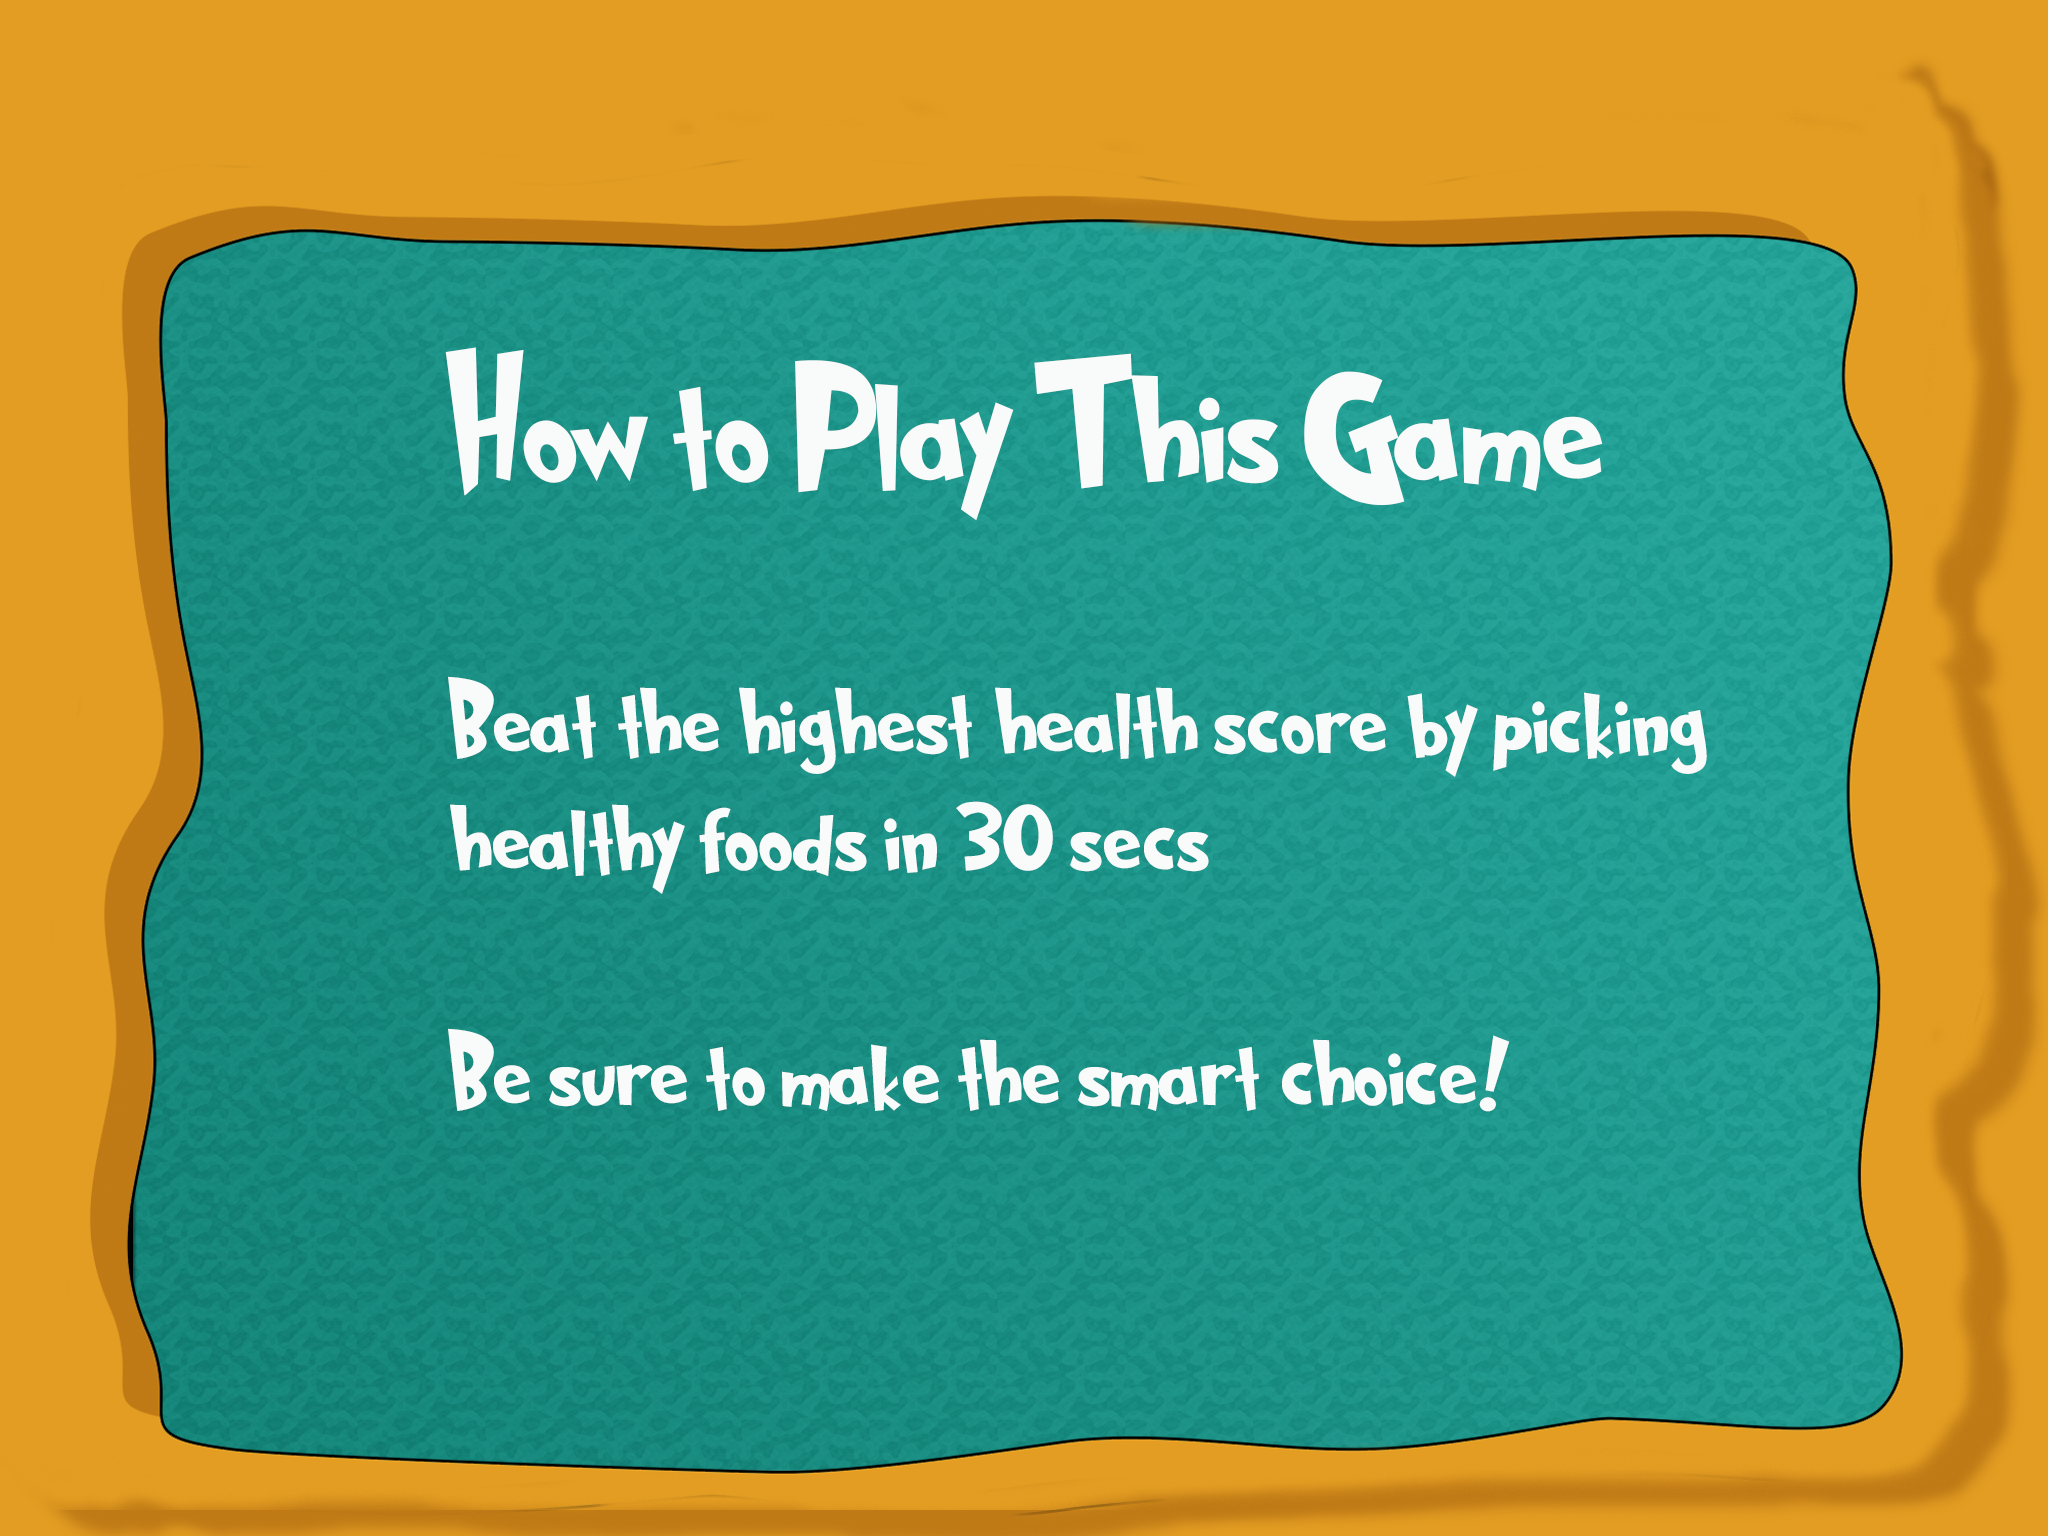 How to Play This Game
Beat the highest health score by picking
healthy foods in 30 secs
Be sure to make the smart choice!